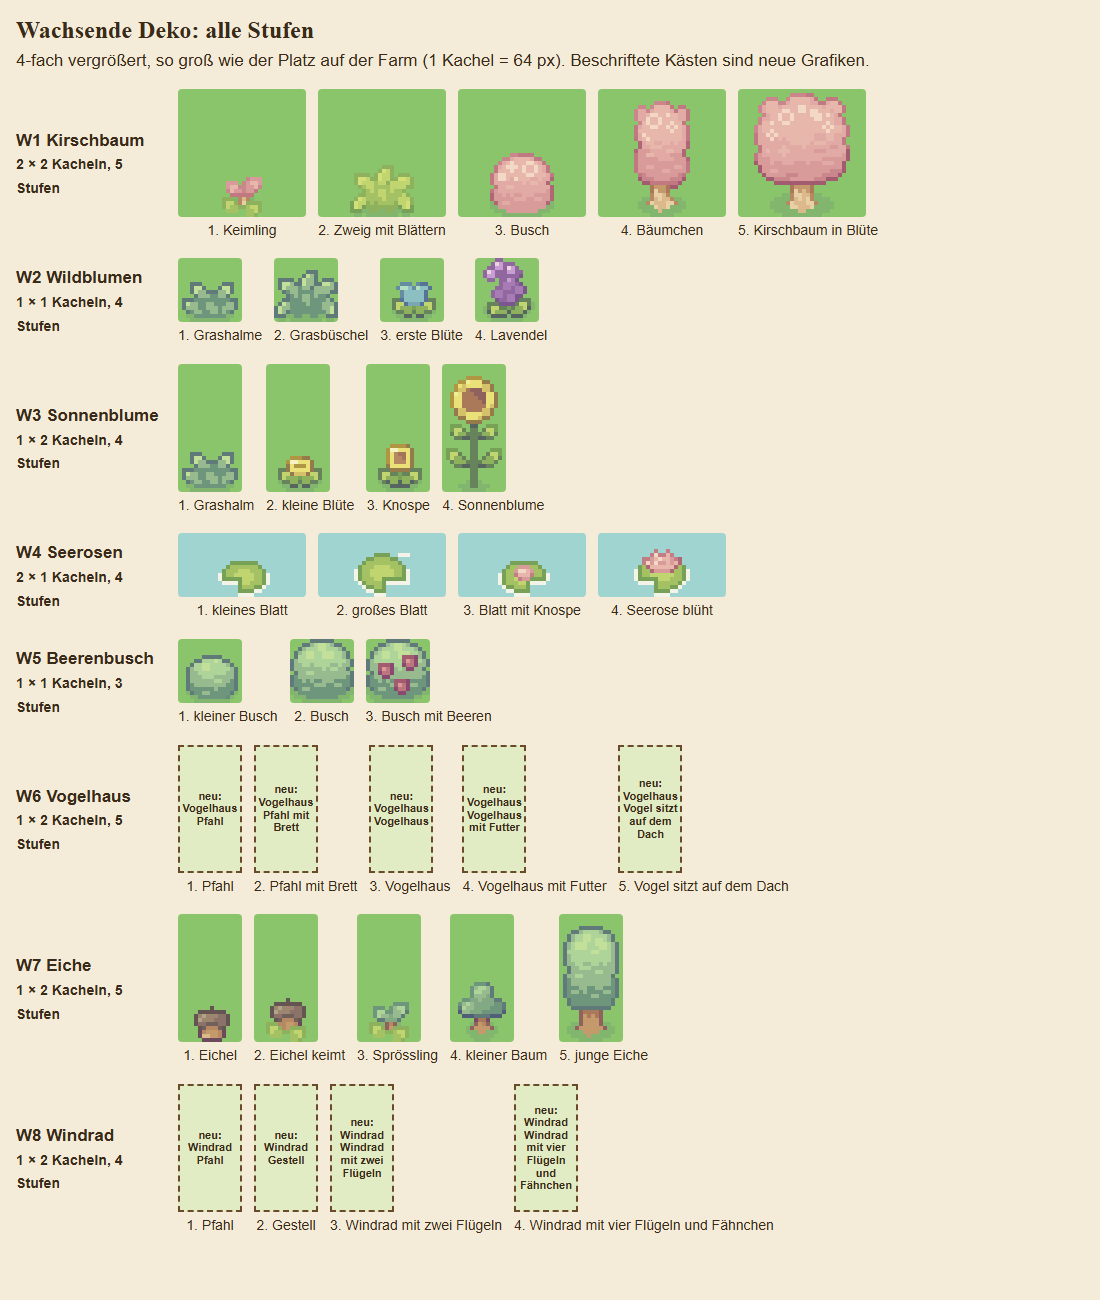 Wachsende Deko: alle Stufen
4-fach vergrößert, so groß wie der Platz auf der Farm (1 Kachel = 64 px). Beschriftete Kästen sind neue Grafiken.
W1 Kirschbaum
2 × 2 Kacheln, 5
Stufen
1. Keimling
2. Zweig mit Blättern
3. Busch
4. Bäumchen
5. Kirschbaum in Blüte
W2 Wildblumen
1 × 1 Kacheln, 4
Stufen
1. Grashalme
2. Grasbüschel
3. erste Blüte
4. Lavendel
W3 Sonnenblume
1 × 2 Kacheln, 4
Stufen
1. Grashalm
2. kleine Blüte
3. Knospe
4. Sonnenblume
W4 Seerosen
2 × 1 Kacheln, 4
Stufen
1. kleines Blatt
2. großes Blatt
3. Blatt mit Knospe
4. Seerose blüht
W5 Beerenbusch
1 × 1 Kacheln, 3
Stufen
1. kleiner Busch
2. Busch
3. Busch mit Beeren
W6 Vogelhaus
1 × 2 Kacheln, 5
Stufen
neu:
Vogelhaus
Pfahl
1. Pfahl
neu:
Vogelhaus
Pfahl mit
Brett
2. Pfahl mit Brett
neu:
Vogelhaus
Vogelhaus
3. Vogelhaus
neu:
Vogelhaus
Vogelhaus
mit Futter
4. Vogelhaus mit Futter
neu:
Vogelhaus
Vogel sitzt
auf dem
Dach
5. Vogel sitzt auf dem Dach
W7 Eiche
1 × 2 Kacheln, 5
Stufen
1. Eichel
2. Eichel keimt
3. Sprössling
4. kleiner Baum
5. junge Eiche
W8 Windrad
1 × 2 Kacheln, 4
Stufen
neu:
Windrad
Pfahl
1. Pfahl
neu:
Windrad
Gestell
2. Gestell
neu:
Windrad
Windrad
mit zwei
Flügeln
3. Windrad mit zwei Flügeln
neu:
Windrad
Windrad
mit vier
Flügeln
und
Fähnchen
4. Windrad mit vier Flügeln und Fähnchen